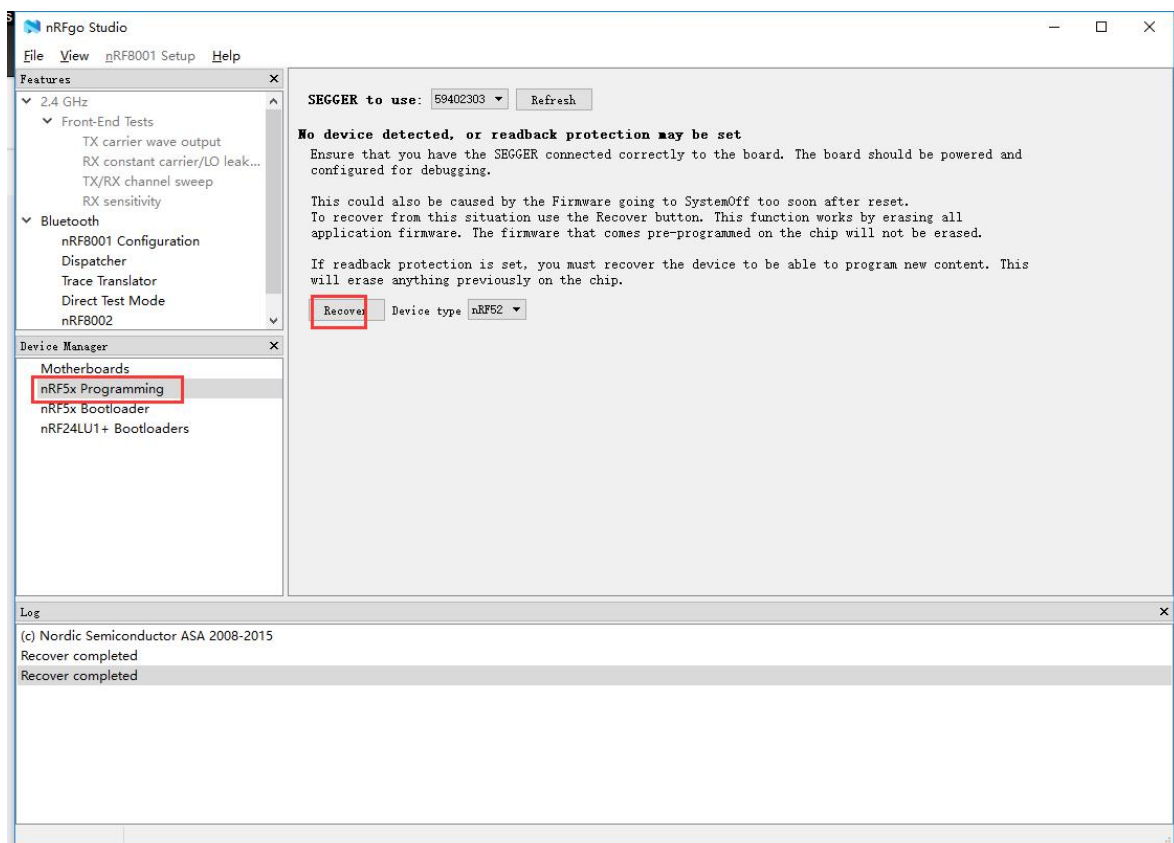 s
nRFgo Studio
File View nRF8001 Setup Help
Features
2.4 GHz
Front-End Tests
TX carrier wave output
RX constant carrier/LO leak...
TX/RX channel sweep
RX sensitivity
Bluetooth
nRF8001 Configuration
Dispatcher
Trace Translator
Direct Test Mode
nRF8002
SEGGER to use: 59402303 Refresh
No device detected, or readback protection may be set
Ensure that you have the SEGGER connected correctly to the board. The board should be powered and
configured for debugging.
This could also be caused by the Firmware going to SystemOff too soon after reset.
To recover from this situation use the Recover button. This function works by erasing all
application firmware. The firmware that comes pre-programmed on the chip will not be erased.
If readback protection is set, you must recover the device to be able to program new content. This
will erase anything previously on the chip.
Recover Device type nRF52
Device Manager
Motherboards
nRF5x Programming
nRF5x Bootloader
nRF24LU1+ Bootloaders
Log
(c) Nordic Semiconductor ASA 2008-2015
Recover completed
Recover completed